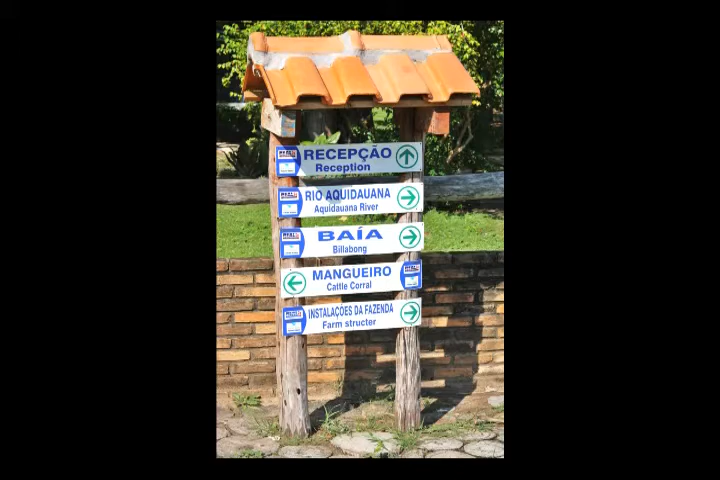 RECEPÇÃO
Reception
RIO AQUIDAUANA
Aquidauana River
BAÍA
Billabong
MANGUEIRO
Cattle Corral
INSTALAÇÕES DA FAZENDA
Farm structer